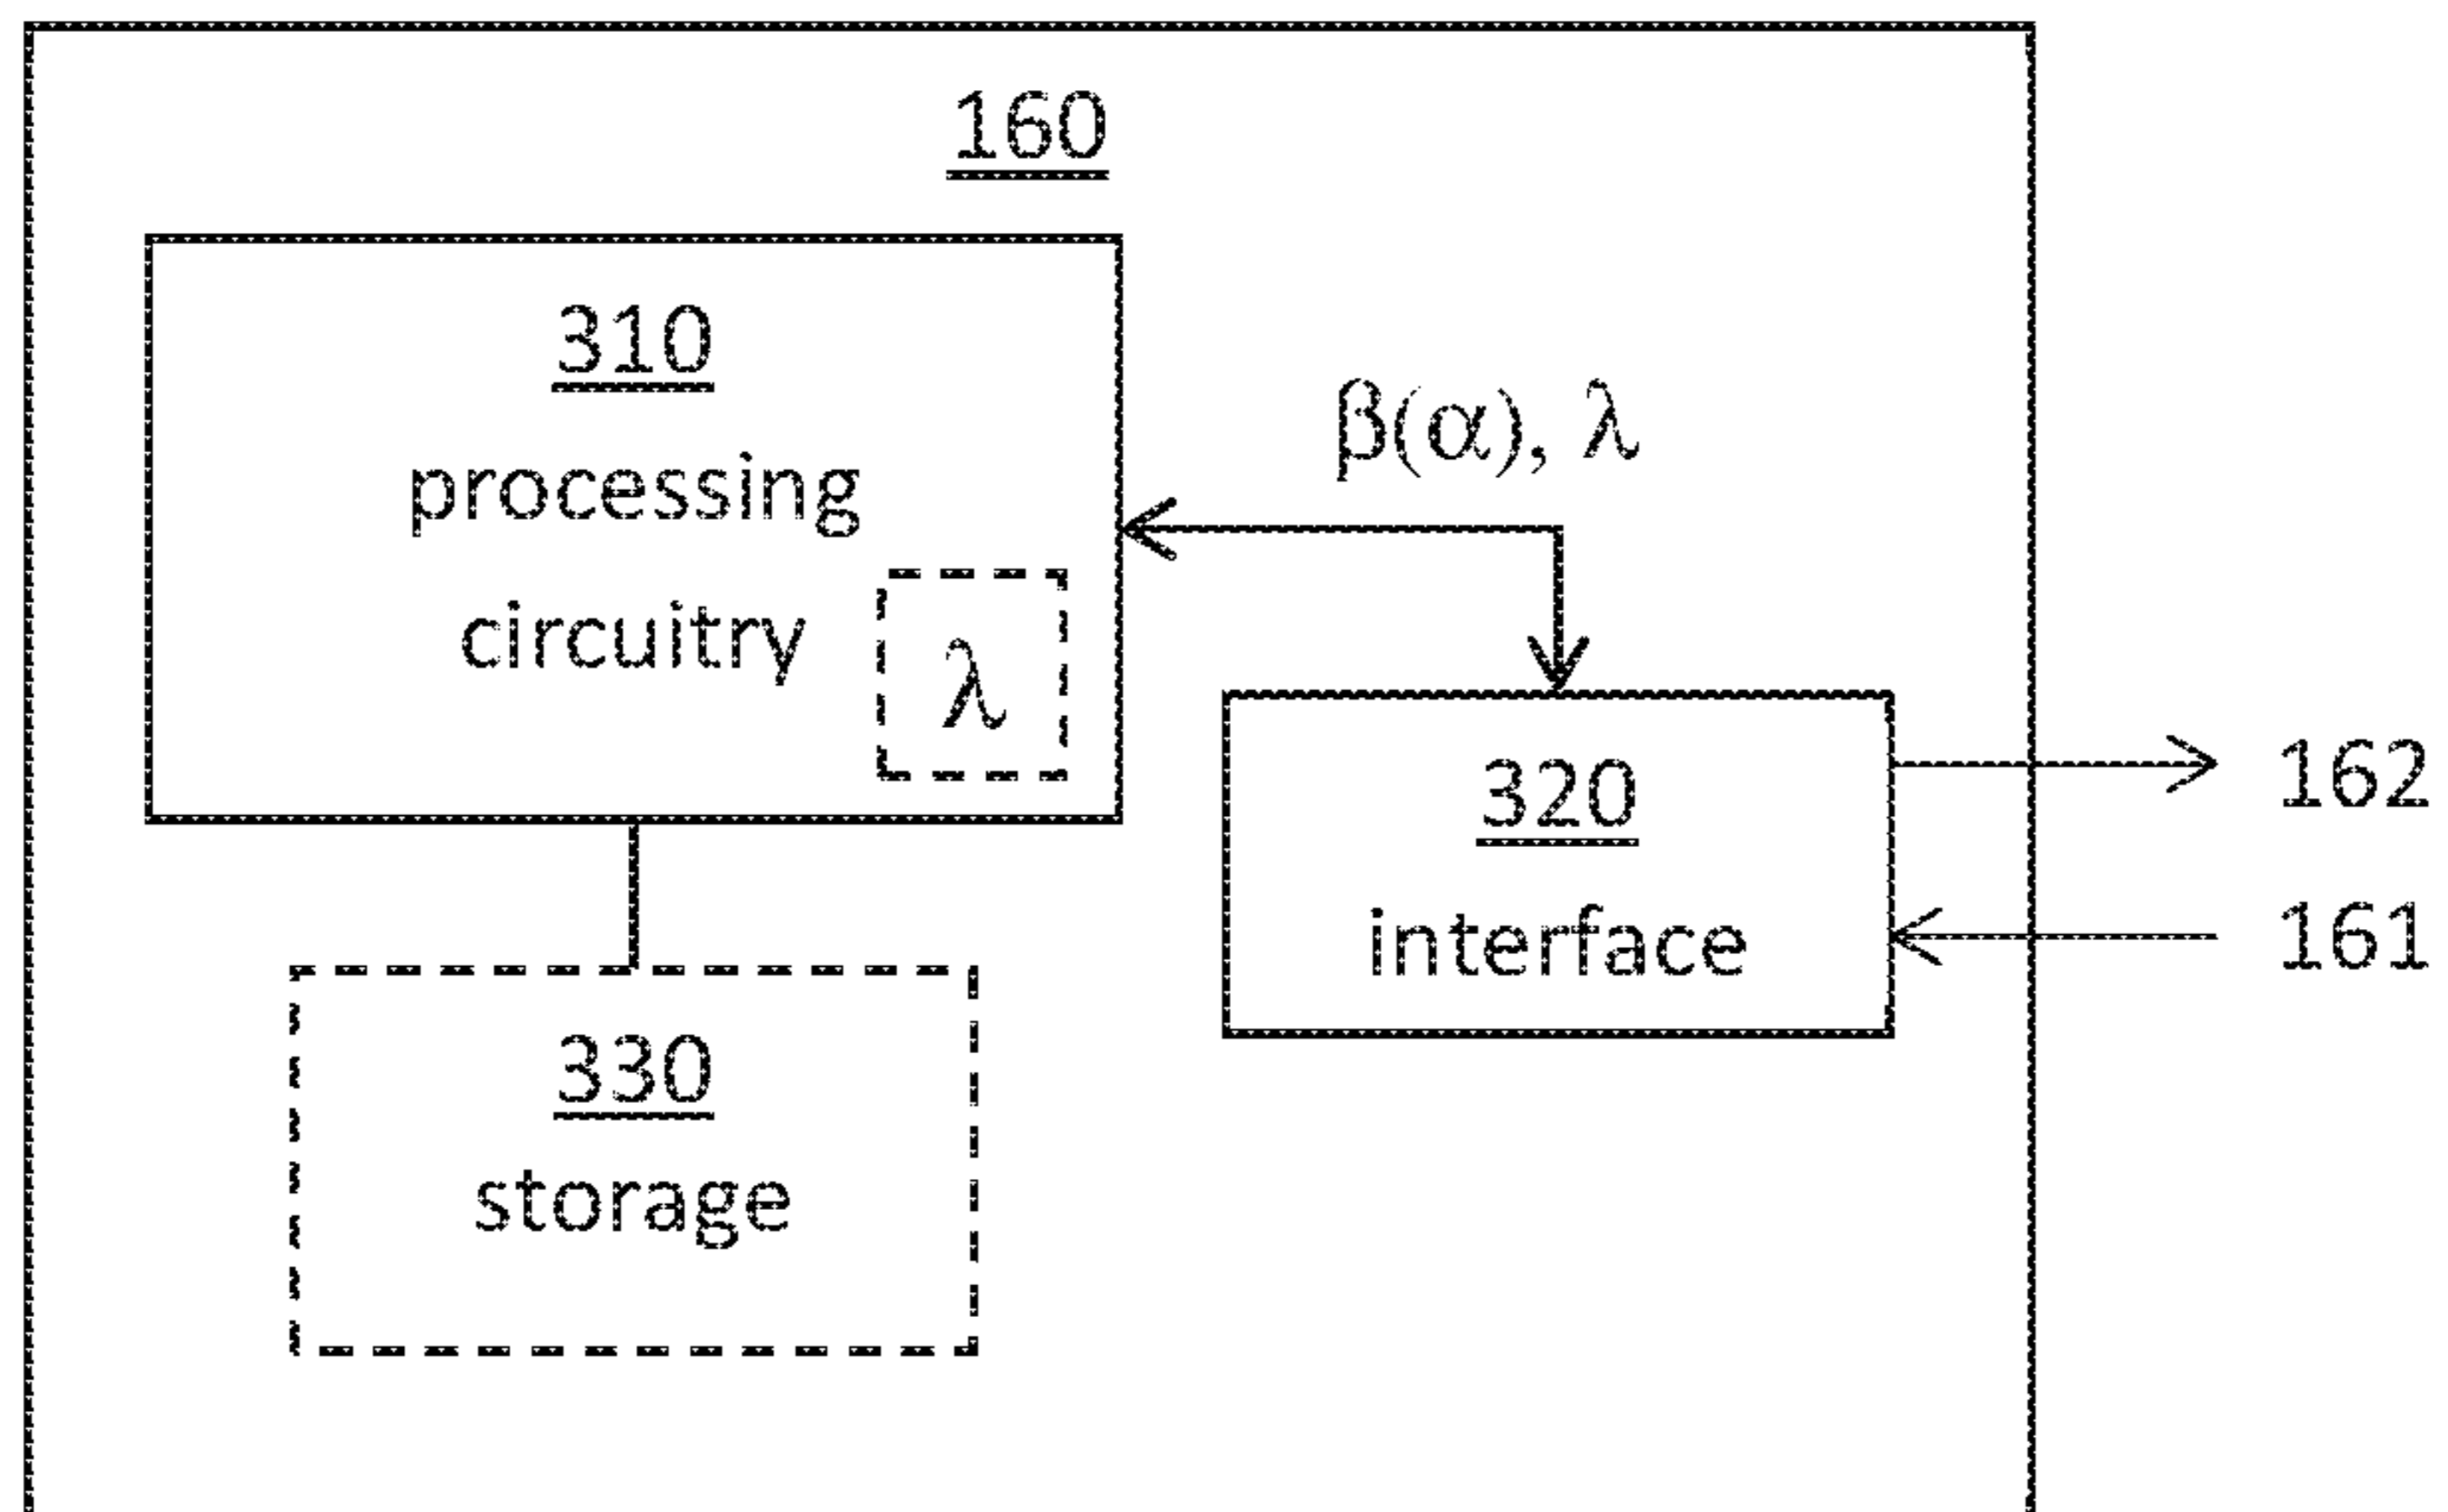 160
310
processing
circuitry
λ
β(α), λ
320
interface
162
161
330
storage